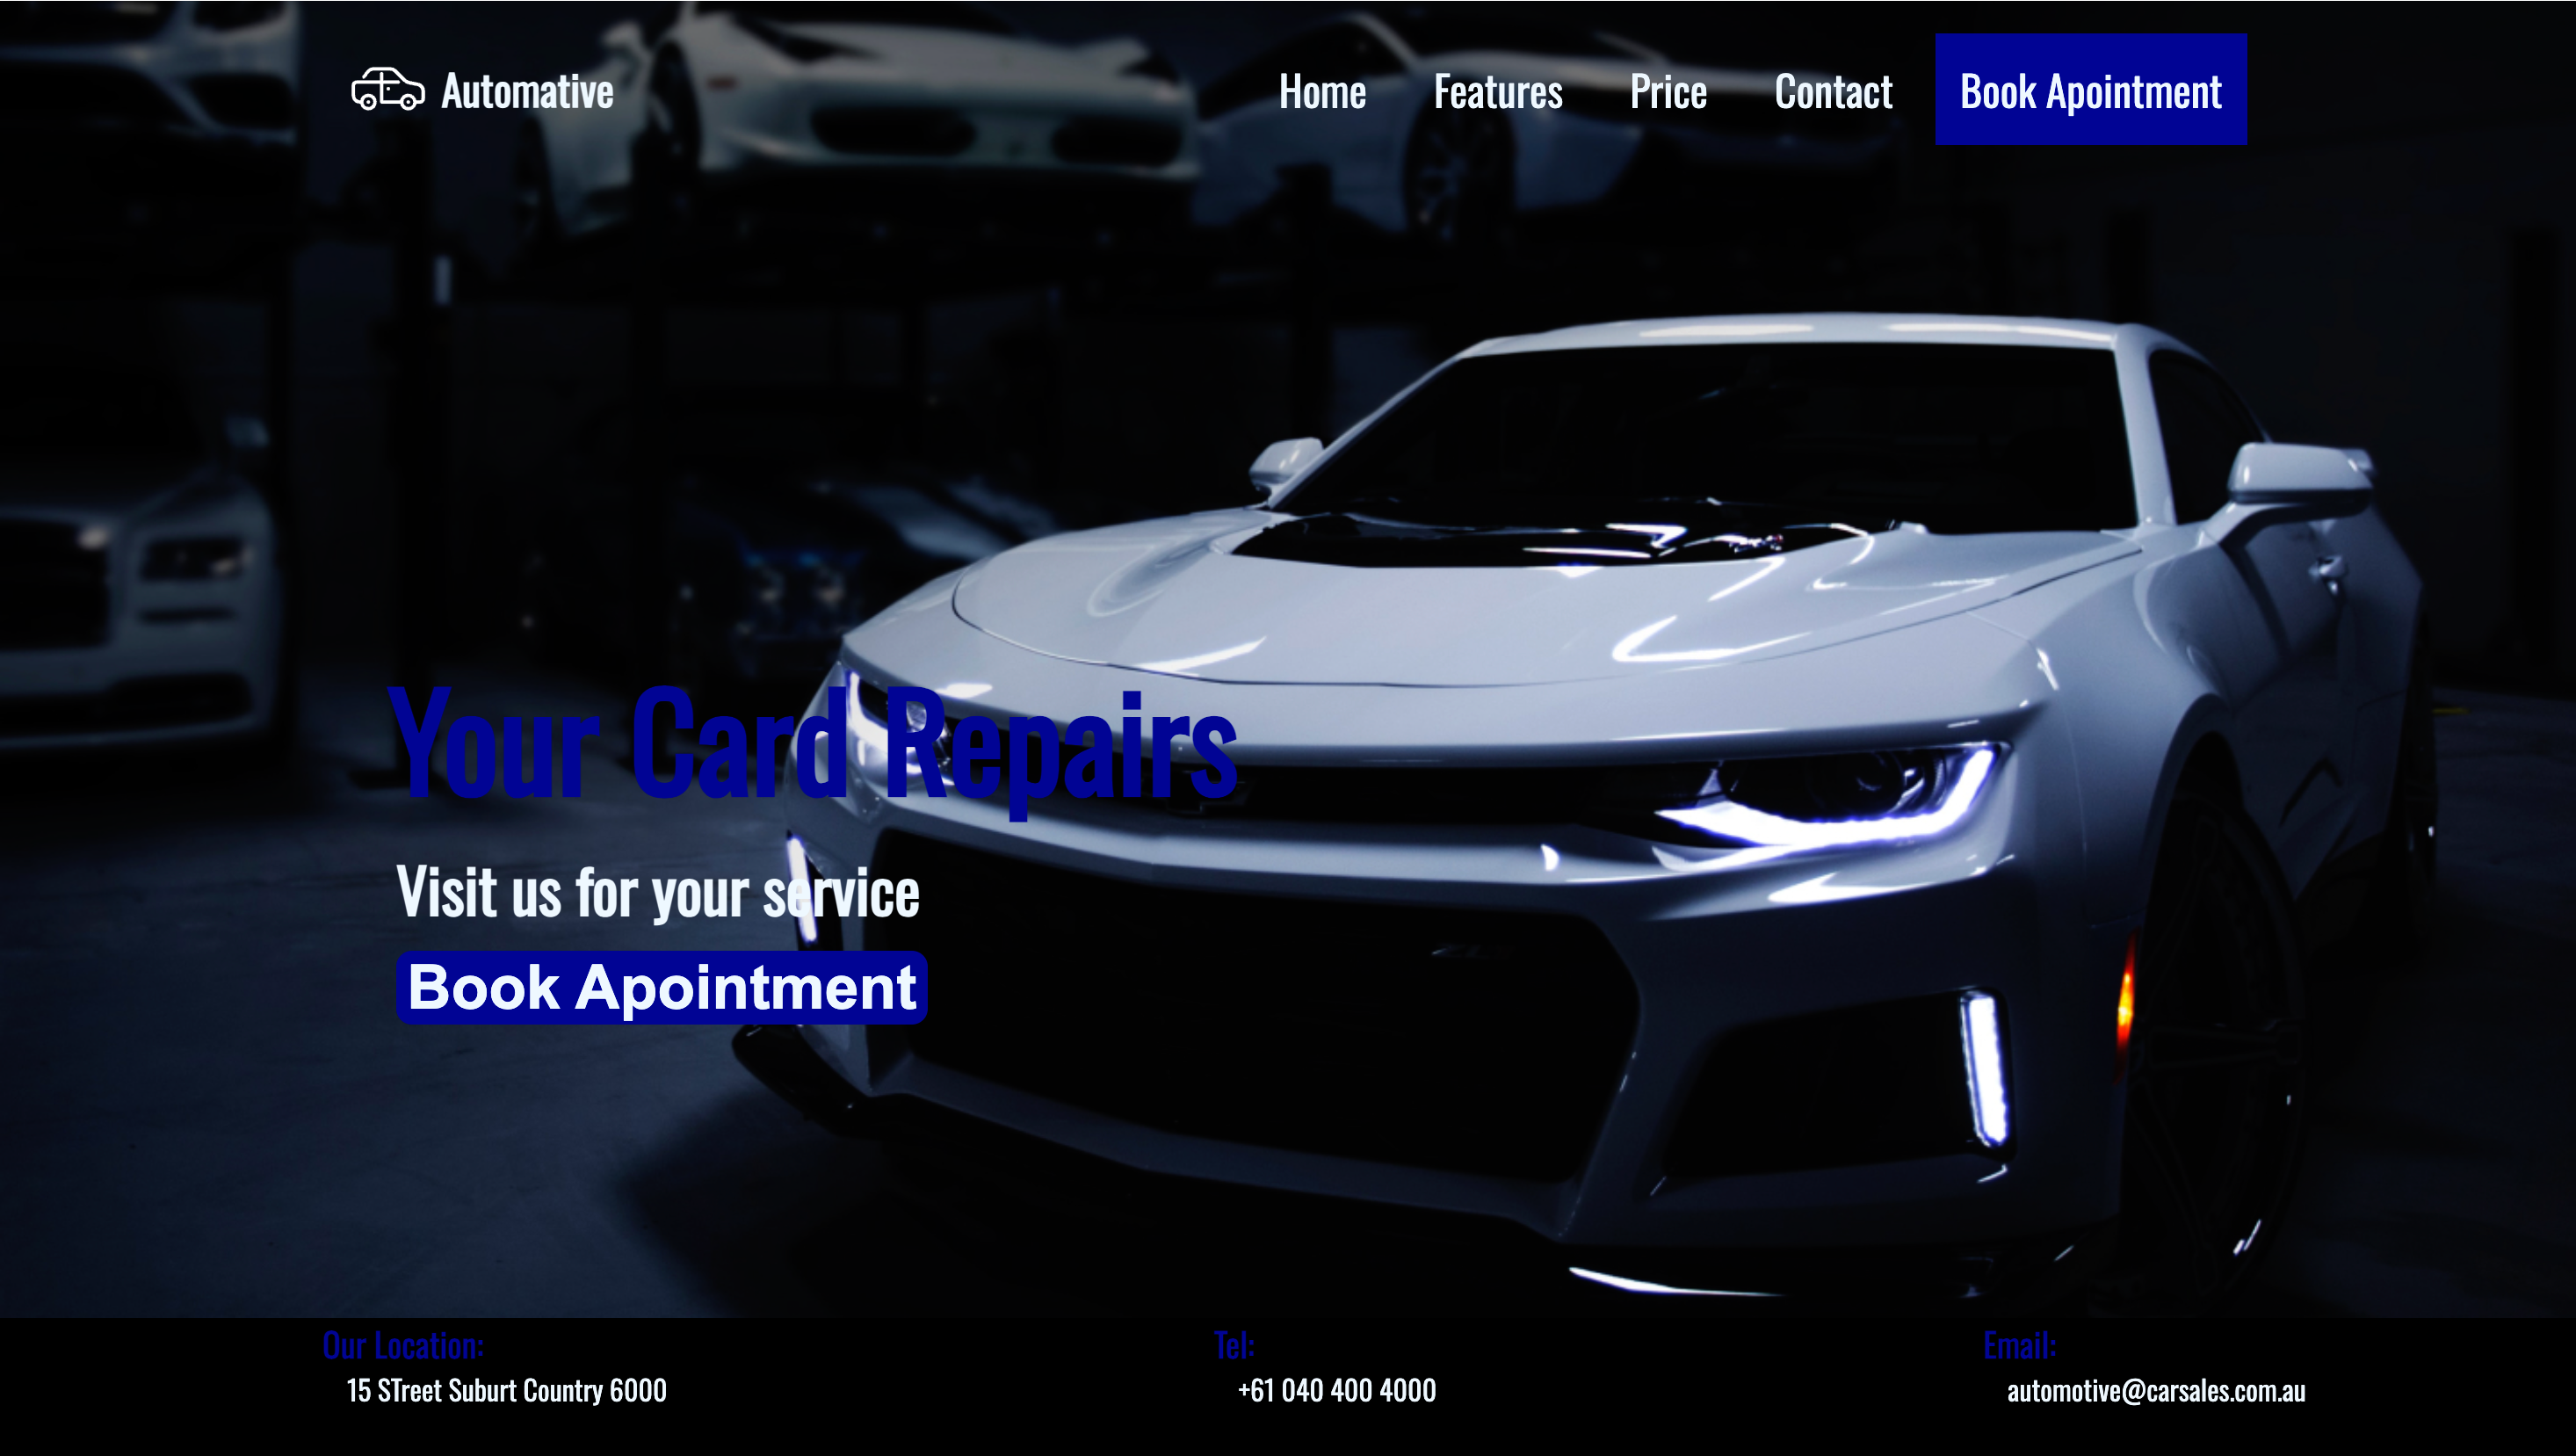 Automative
Home Features Price Contact Book Apointment
Your Card Repairs
Visit us for your service
Book Apointment
Our Location:
15 STreet Suburt Country 6000
Tel:
+61 040 400 4000
Email:
automotive@carsales.com.au